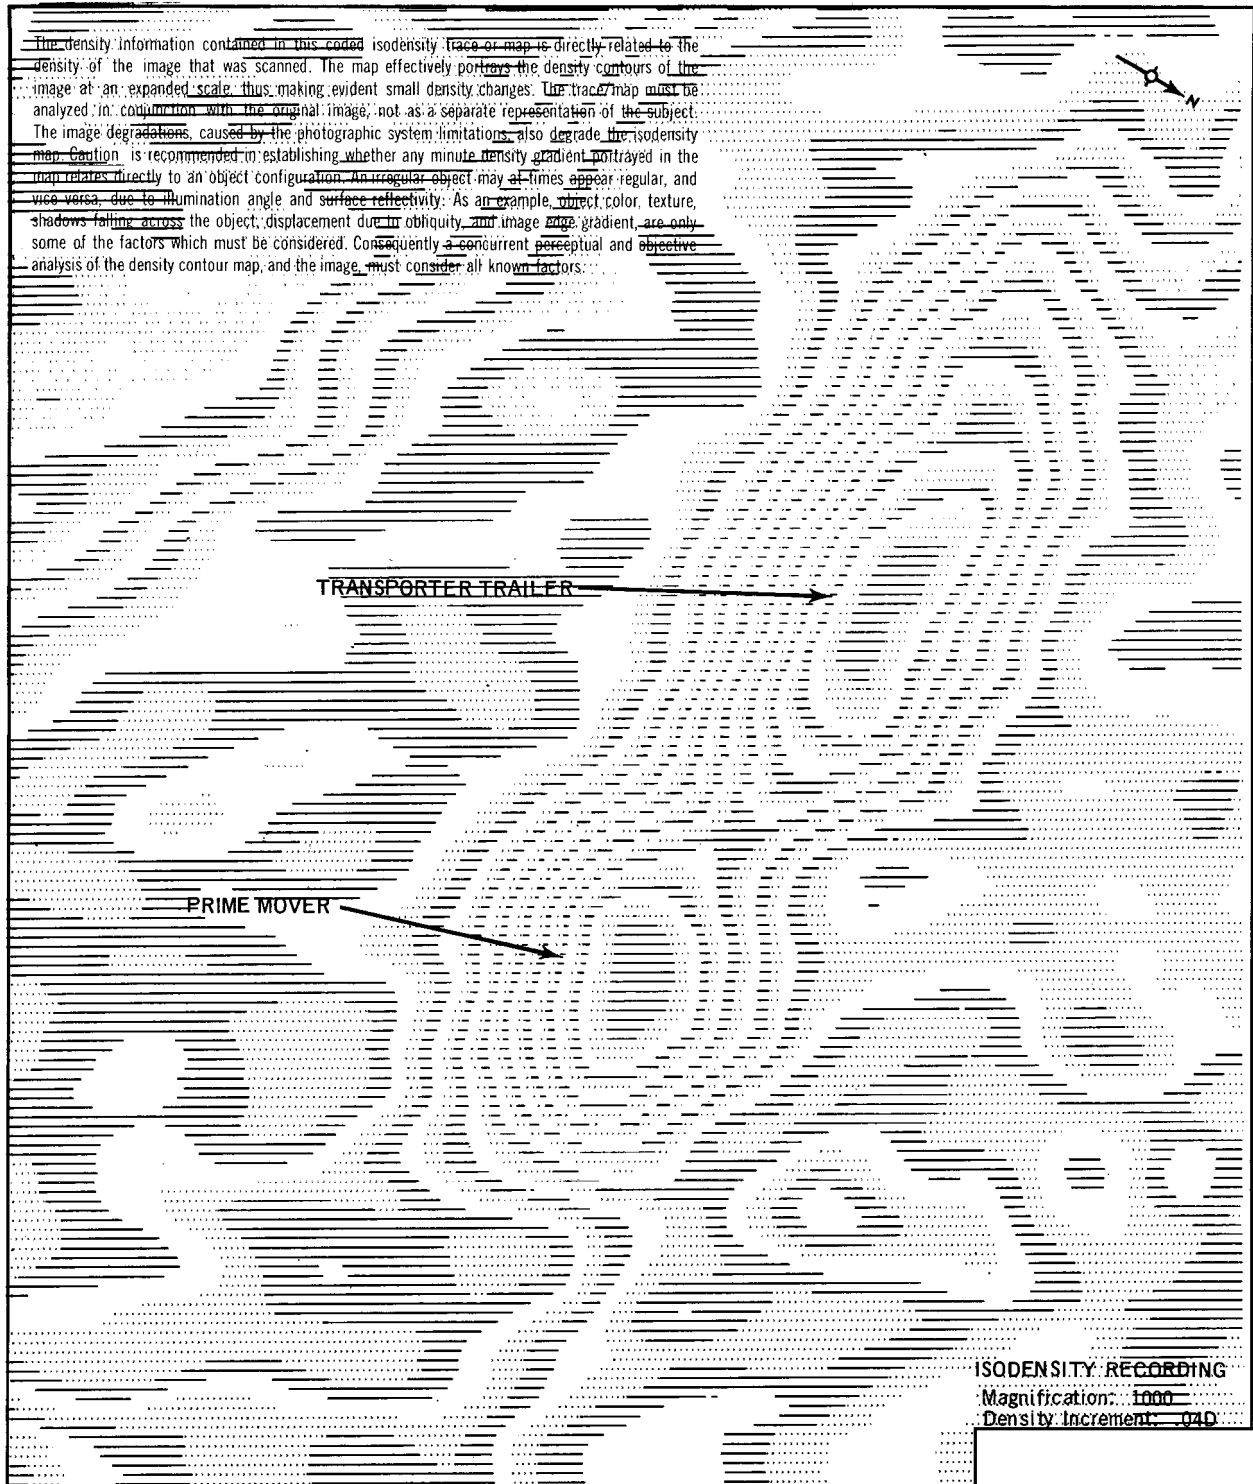 The density information contained in this coded isodensity trace or map is directly related to the
density of the image that was scanned. The map effectively portrays the density contours of the
image at an expanded scale, thus making evident small density changes. The trace/map must be
analyzed in conjunction with the original image, not as a separate representation of the subject.
The image degradations, caused by the photographic system limitations, also degrade the isodensity
map. Caution is recommended in establishing whether any minute density gradient portrayed in the
map relates directly to an object configuration. An irregular object may at times appear regular, and
vice versa, due to illumination angle and surface reflectivity. As an example, object color, texture,
shadows falling across the object, displacement due to obliquity, and image edge gradient, are only
some of the factors which must be considered. Consequently a concurrent perceptual and objective
analysis of the density contour map, and the image, must consider all known factors.
N
TRANSPORTER TRAILER
PRIME MOVER
ISODENSITY RECORDING
Magnification: 1000
Density Increment: .04D